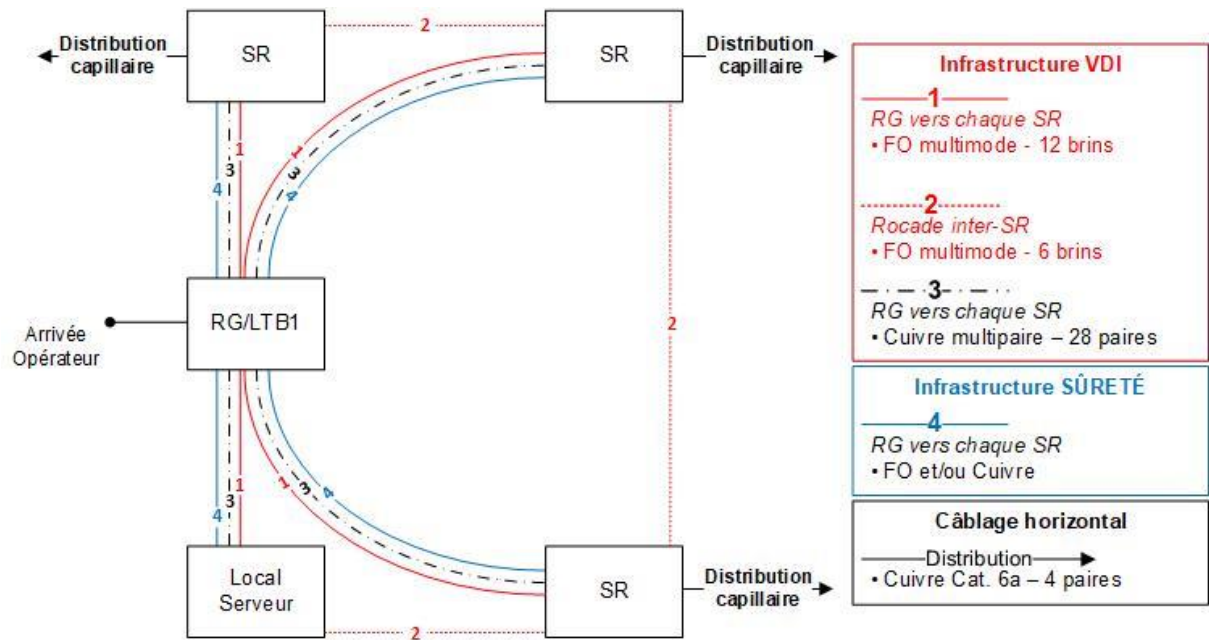 Distribution
capillaire
SR
2
SR
Distribution
capillaire
4
3
1
1
3
4
RG/LTB1
Arrivée
Opérateur
2
4
3
1
1
3
4
Local
Serveur
2
SR
Distribution
capillaire
Infrastructure VDI
1
RG vers chaque SR
• FO multimode - 12 brins
2
Rocade inter-SR
• FO multimode - 6 brins
3
RG vers chaque SR
• Cuivre multipaire – 28 paires
Infrastructure SÛRETÉ
4
RG vers chaque SR
• FO et/ou Cuivre
Câblage horizontal
Distribution
• Cuivre Cat. 6a – 4 paires